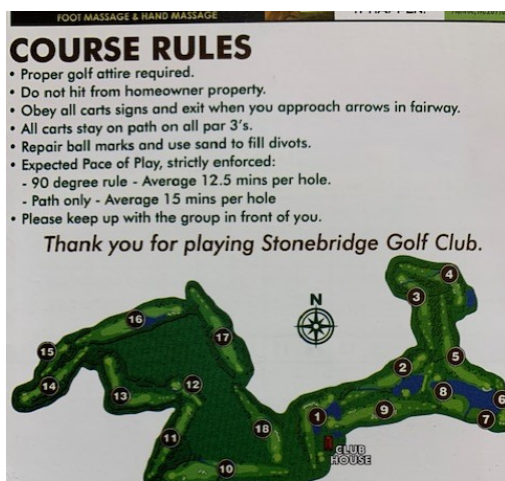 FOOT MASSAGE & HAND MASSAGE
COURSE RULES
• Proper golf attire required.
• Do not hit from homeowner property.
• Obey all carts signs and exit when you approach arrows in fairway.
• All carts stay on path on all par 3's.
• Repair ball marks and use sand to fill divots.
• Expected Pace of Play, strictly enforced:
- 90 degree rule - Average 12.5 mins per hole.
- Path only - Average 15 mins per hole
• Please keep up with the group in front of you.
Thank you for playing Stonebridge Golf Club.
N
4
3
16
17
15
2
5
14
12
13
8
6
1
9
7
18
11
CLUB
HOUSE
10